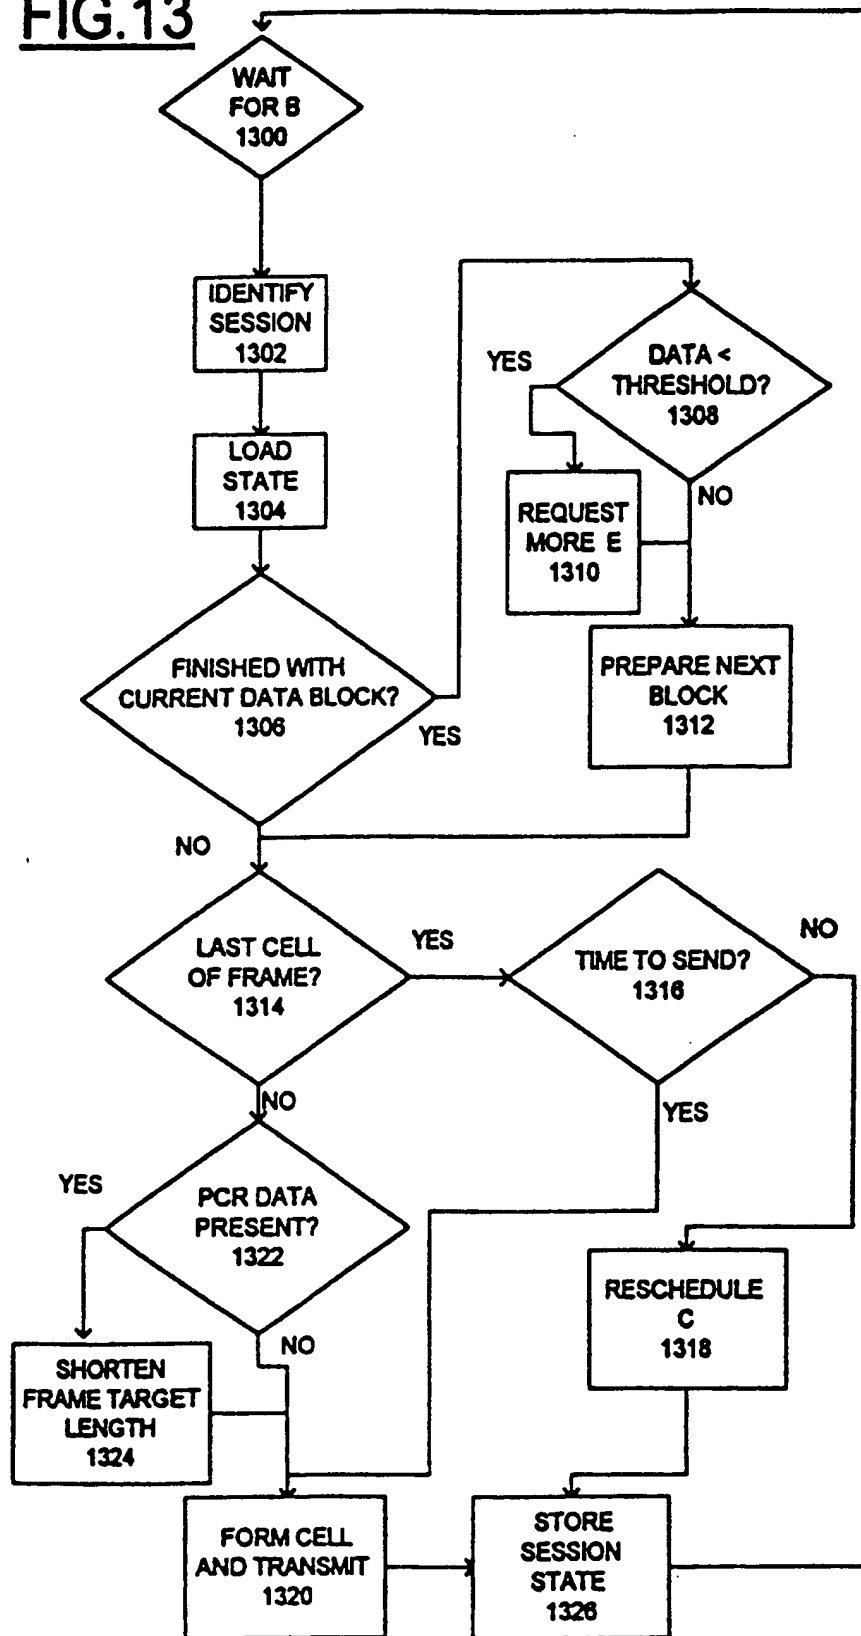 FIG.13
WAIT
FOR B
1300
IDENTIFY
SESSION
1302
LOAD
STATE
1304
FINISHED WITH
CURRENT DATA BLOCK?
1306
YES
NO
DATA <
THRESHOLD?
1308
YES
NO
REQUEST
MORE E
1310
PREPARE NEXT
BLOCK
1312
LAST CELL
OF FRAME?
1314
YES
NO
TIME TO SEND?
1316
NO
YES
PCR DATA
PRESENT?
1322
YES
NO
RESCHEDULE
C
1318
SHORTEN
FRAME TARGET
LENGTH
1324
FORM CELL
AND TRANSMIT
1320
STORE
SESSION
STATE
1326